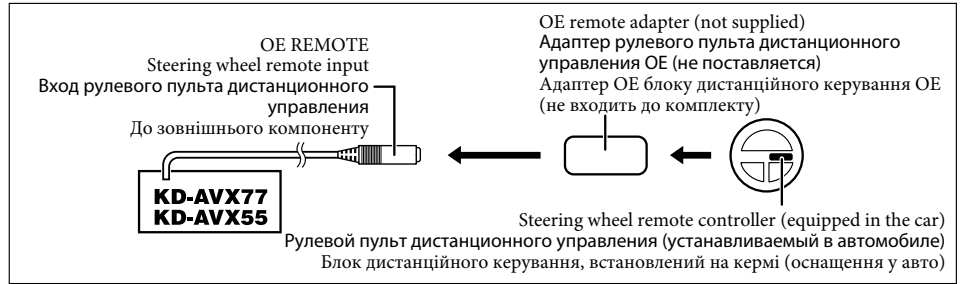 OE REMOTE
Steering wheel remote input
Вход рулевого пульта дистанционного
управления
До зовнішнього компоненту
OE remote adapter (not supplied)
Адаптер рулевого пульта дистанционного
управления OE (не поставляется)
Адаптер OE блоку дистанційного керування OE
(не входить до комплекту)
KD-AVX77
KD-AVX55
Steering wheel remote controller (equipped in the car)
Рулевой пульт дистанционного управления (устанавливаемый в автомобиле)
Блок дистанційного керування, встановлений на кермі (оснащення у авто)